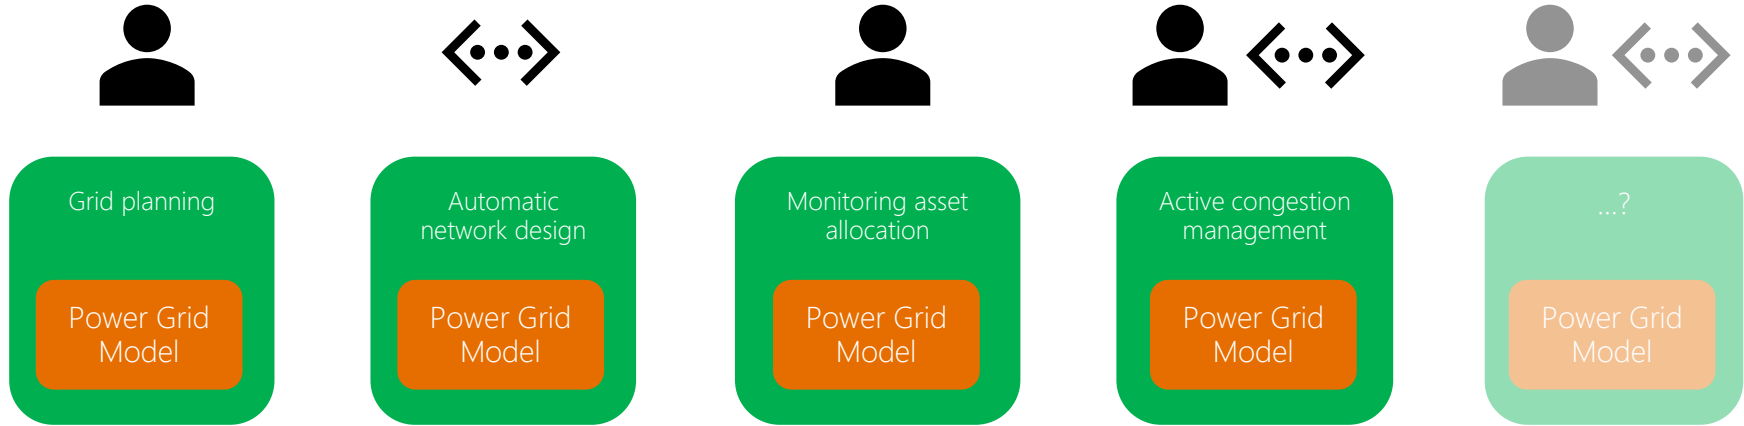 Grid planning
Automatic
network design
Monitoring asset
allocation
Active congestion
management
...?
Power Grid
Model
Power Grid
Model
Power Grid
Model
Power Grid
Model
Power Grid
Model